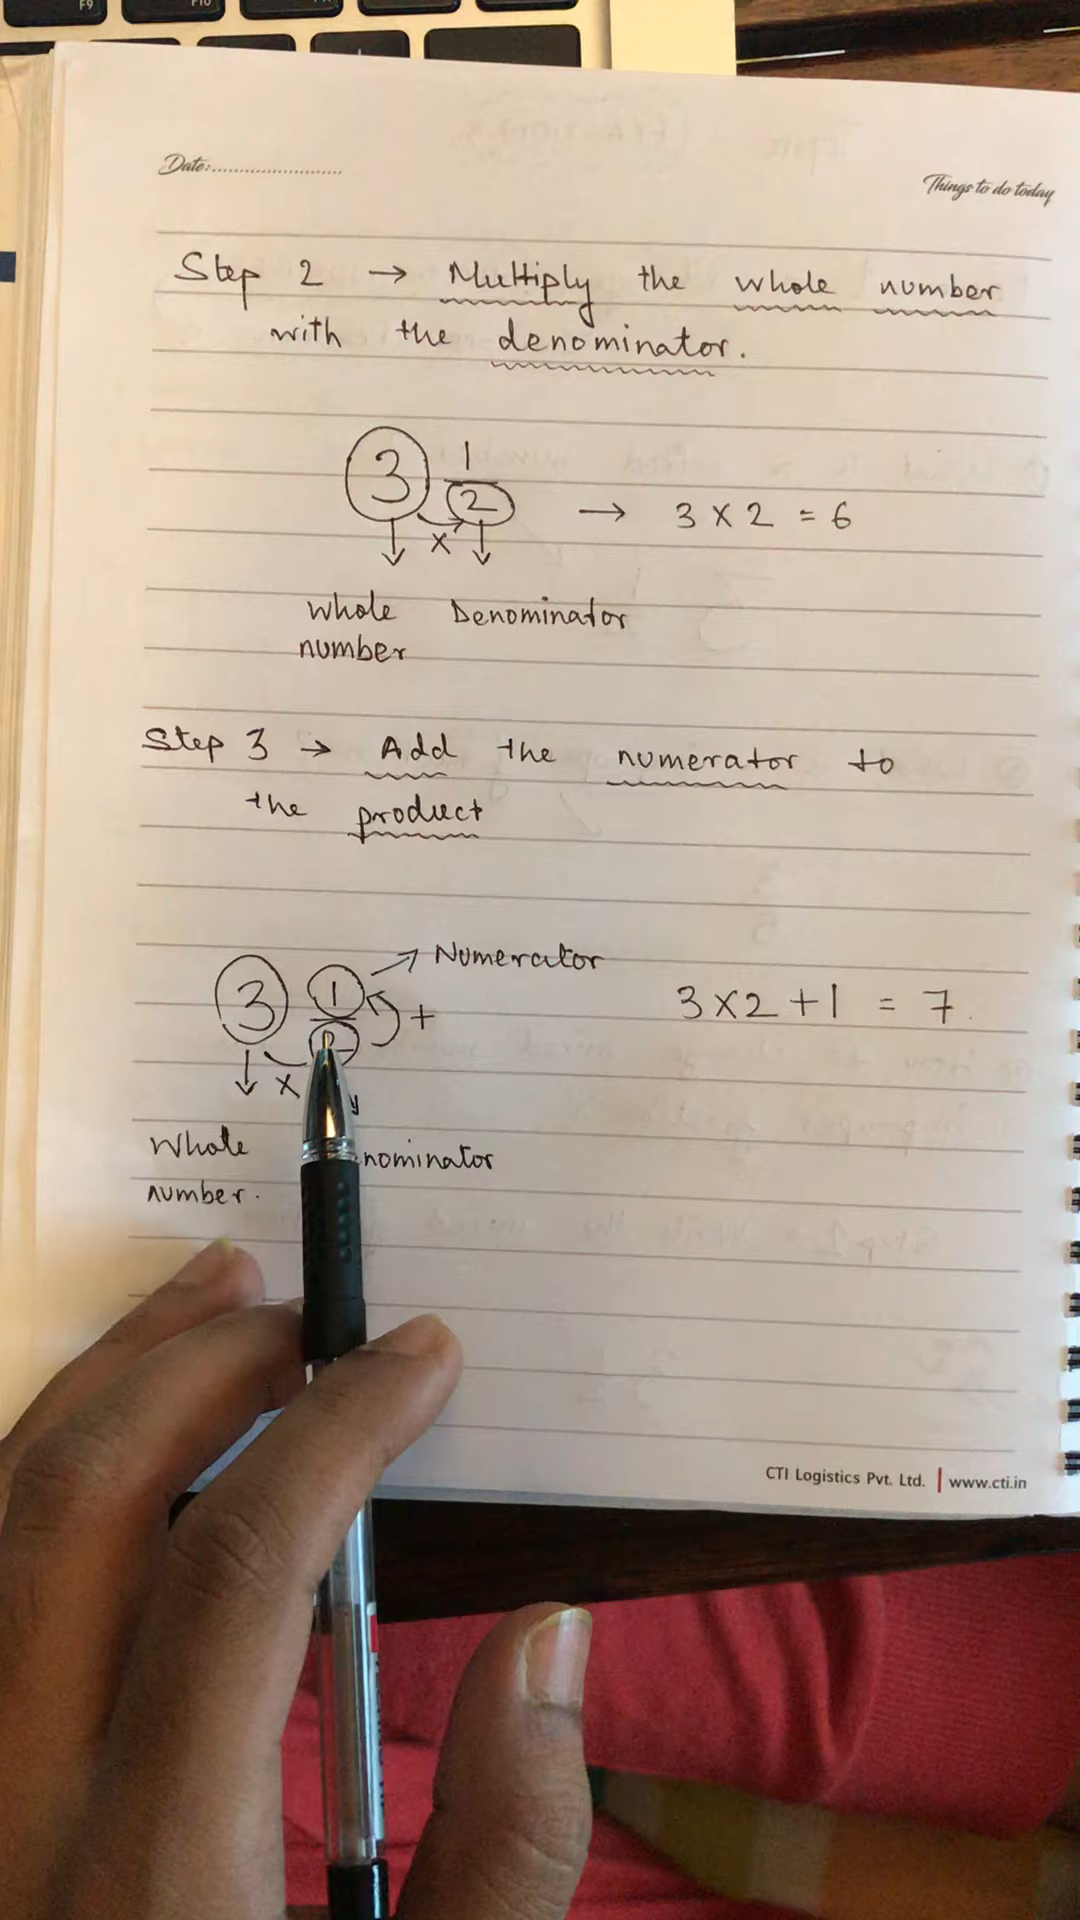 F9 F10
Date:
Things to do today
Step 2 → Multiply the whole number
with the denominator.
3 1/2 → 3 x 2 = 6
x
Whole Denominator
number
Step 3 → Add the numerator to
the product
Numerator
3 1 + 3x2+1 = 7
x
Whole nominator
number.
CTI Logistics Pvt. Ltd. | www.cti.in